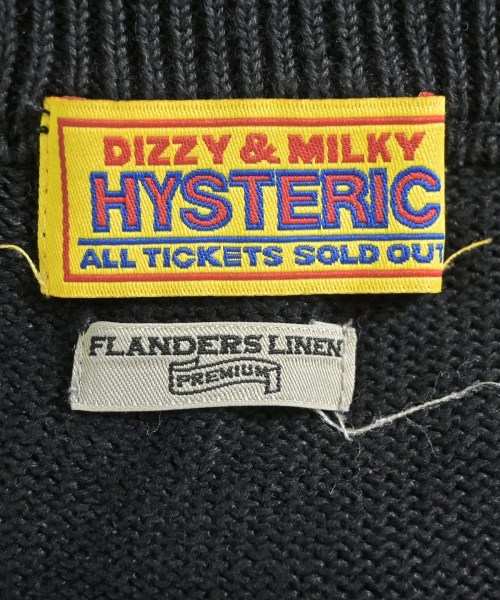 DIZZY & MILKY
HYSTERIC
ALL TICKETS SOLD OUT
FLANDERS LINEN
PREMIUM